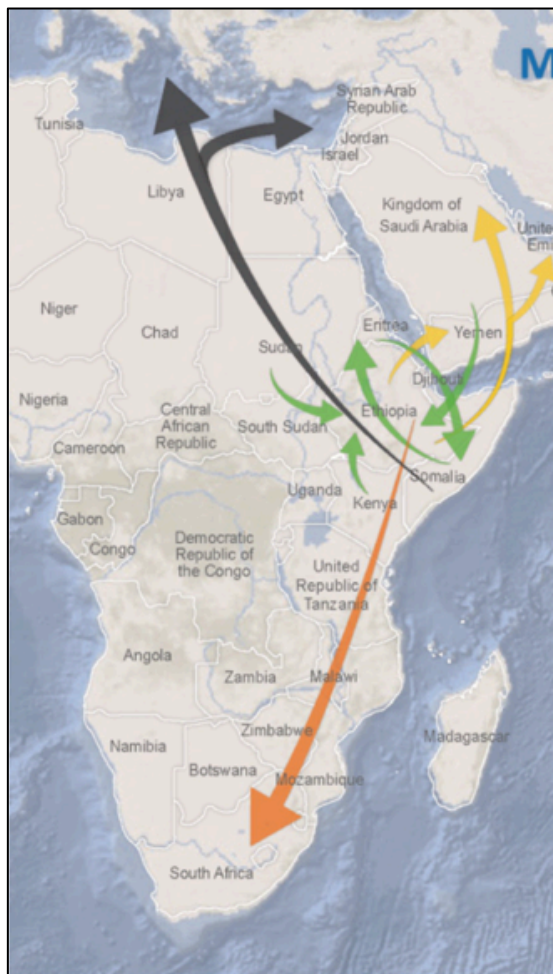 M
Syrian Arab
Republic
Tunisia
Jordan
Israel
Libya
Egypt
Kingdom of
Saudi Arabia
United
Emi
Niger
Chad
Eritrea
Yemen
Sudan
Djibouti
Nigeria
Ethiopia
Central
African
Republic
South Sudan
Cameroon
Somalia
Uganda
Kenya
Gabon
Congo
Democratic
Republic of
the Congo
United
Republic of
Tanzania
Angola
Zambia
Malawi
Zimbabwe
Madagascar
Namibia
Botswana
Mozambique
South Africa